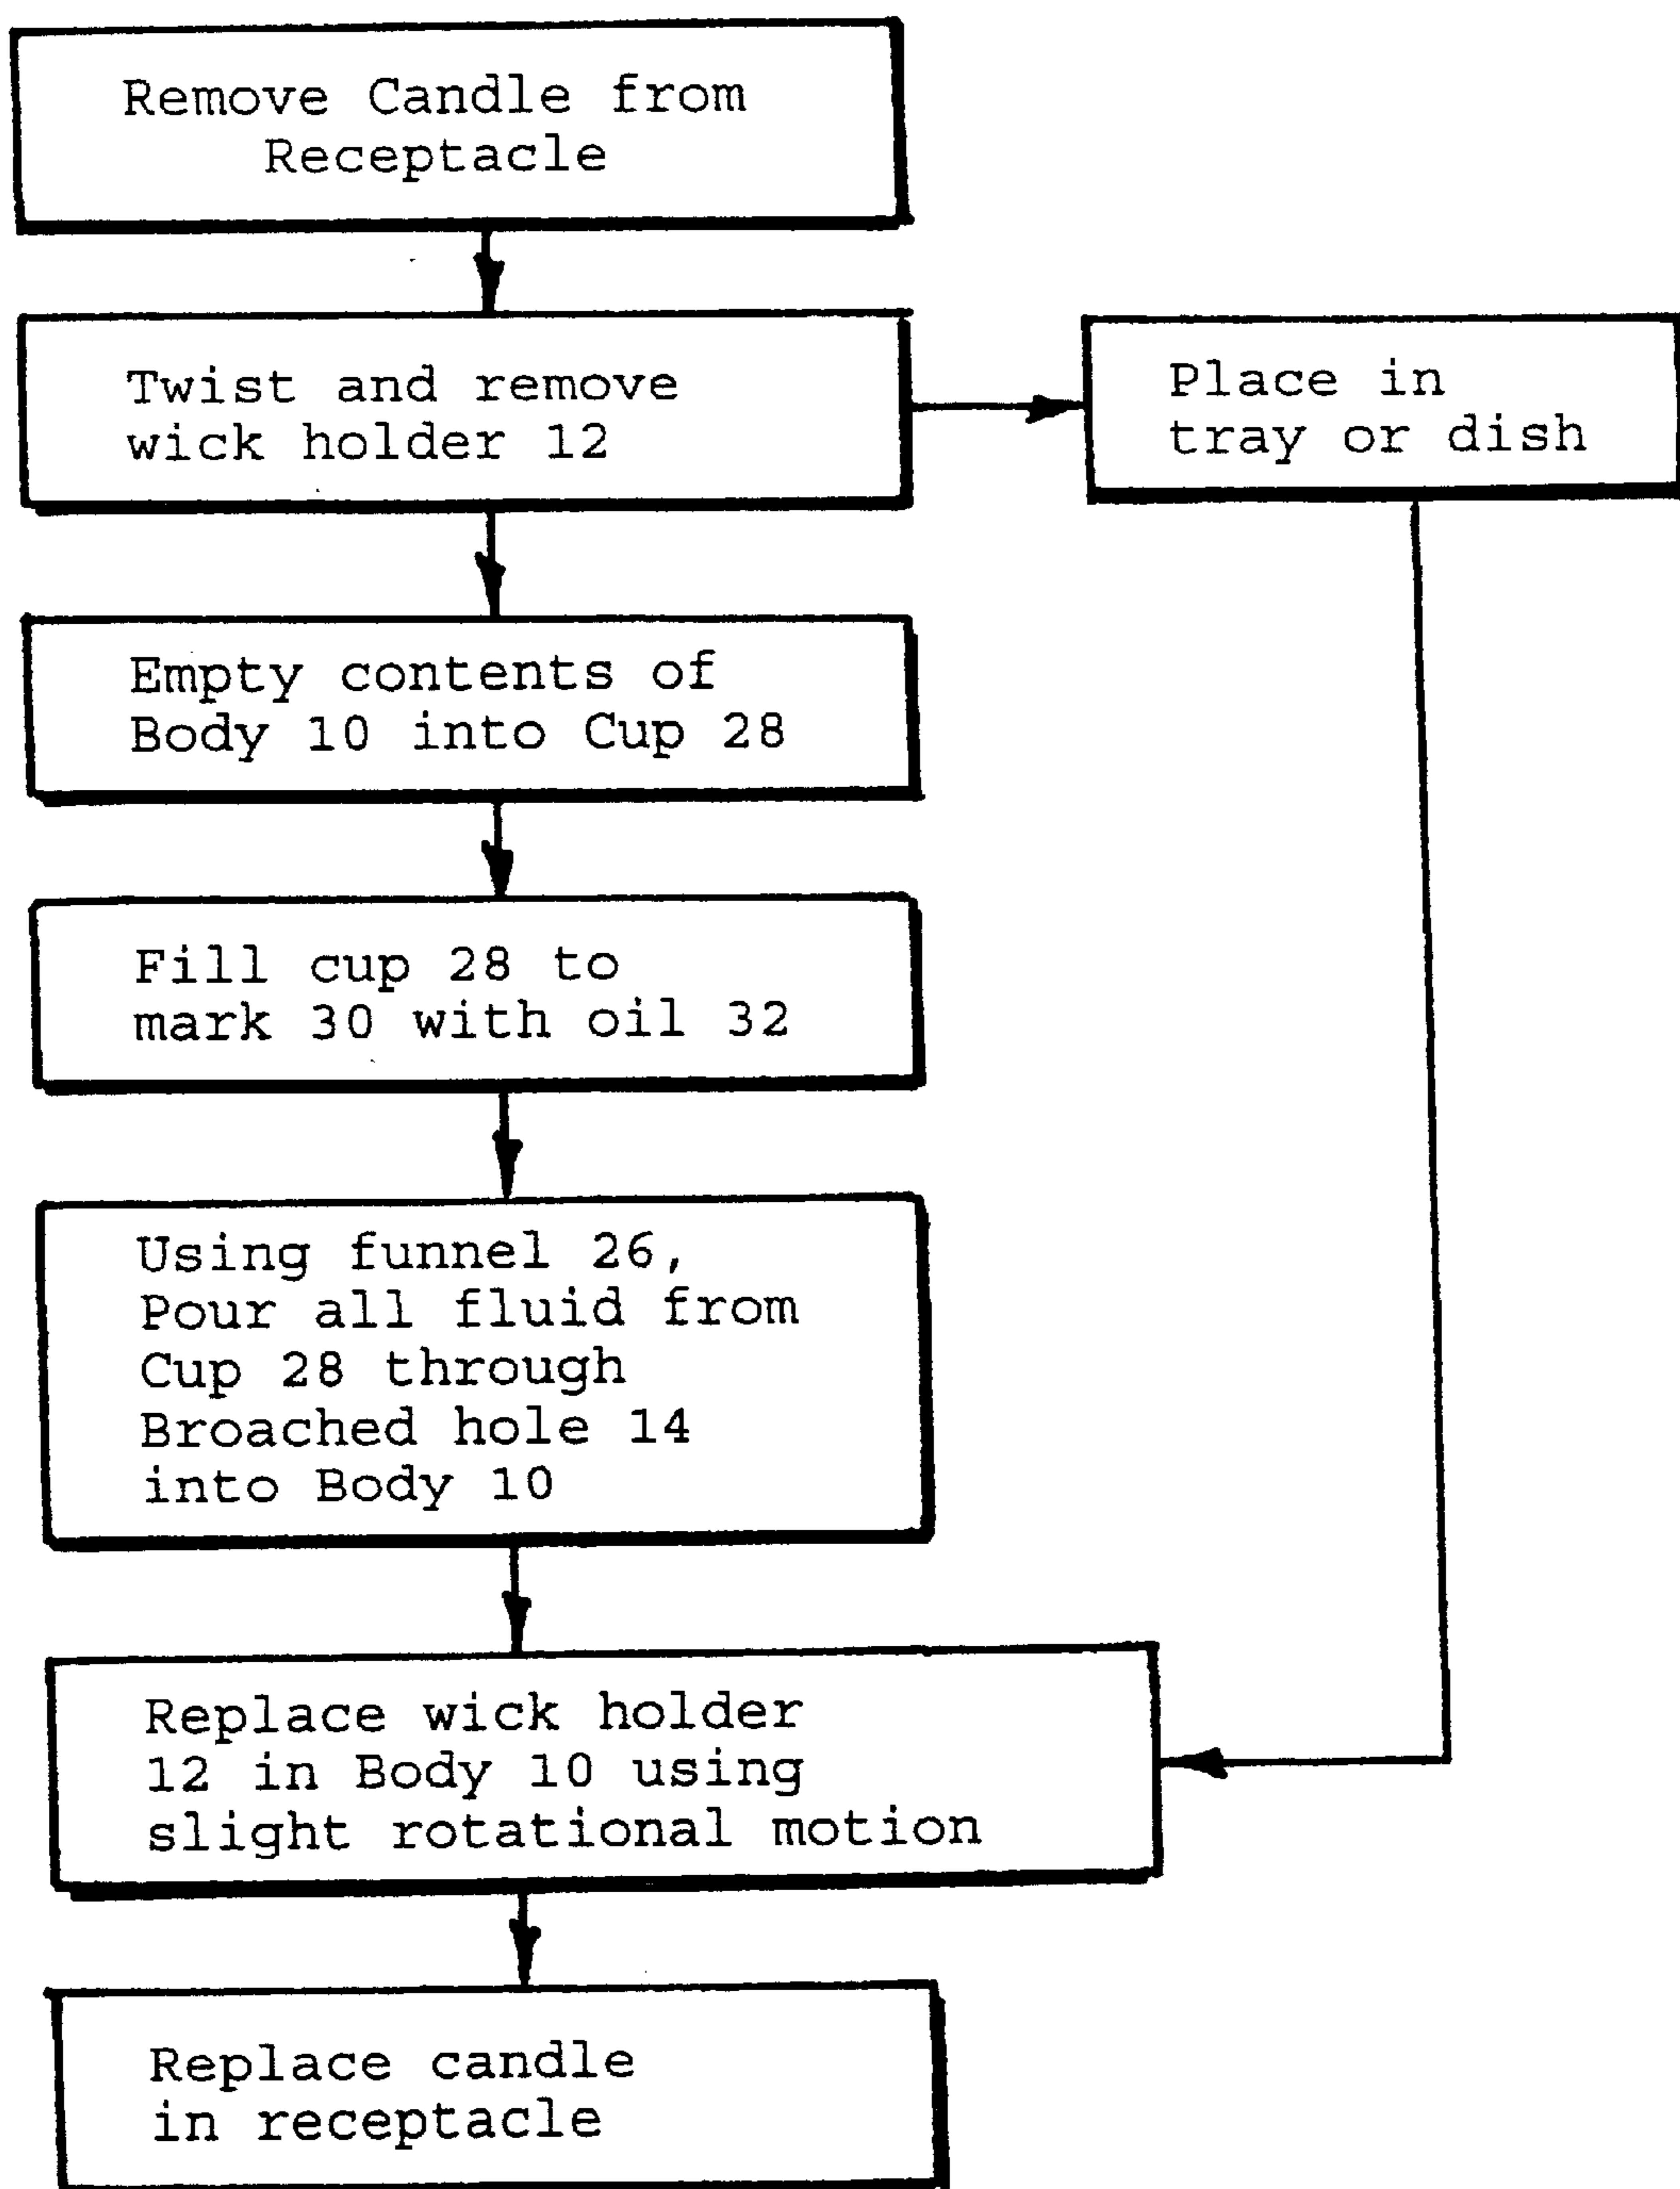 Remove Candle from
Receptacle
Twist and remove
wick holder 12
Place in
tray or dish
Empty contents of
Body 10 into Cup 28
Fill cup 28 to
mark 30 with oil 32
Using funnel 26,
Pour all fluid from
Cup 28 through
Broached hole 14
into Body 10
Replace wick holder
12 in Body 10 using
slight rotational motion
Replace candle
in receptacle